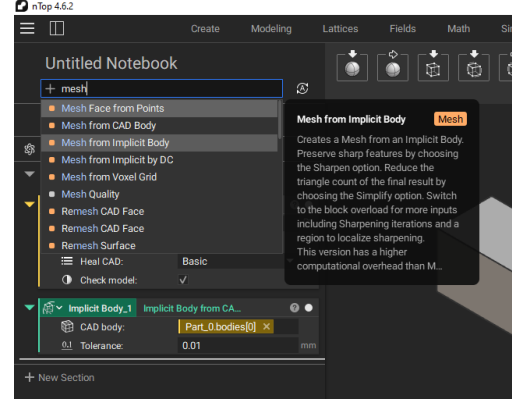 nTop 4.6.2
Create Modeling Lattices Fields Math
Untitled Notebook
mesh
Mesh Face from Points
Mesh from CAD Body
Mesh from Implicit Body
Mesh from Implicit by DC
Mesh from Voxel Grid
Mesh Quality
Remesh CAD Face
Remesh CAD Face
Remesh Surface
Mesh from Implicit Body Mesh
Creates a Mesh from an Implicit Body.
Preserve sharp features by choosing
the Sharpen option. Reduce the
triangle count of the final result by
choosing the Simplify option. Switch
to the block overload for more inputs
including Sharpening iterations and a
region to localize sharpening.
This version has a higher
computational overhead than M...
Heal CAD: Basic
Check model: ✓
Implicit Body_1 Implicit Body from CA...
CAD body: Part_0.bodies[0] ×
0.1 Tolerance: 0.01 mm
+ New Section